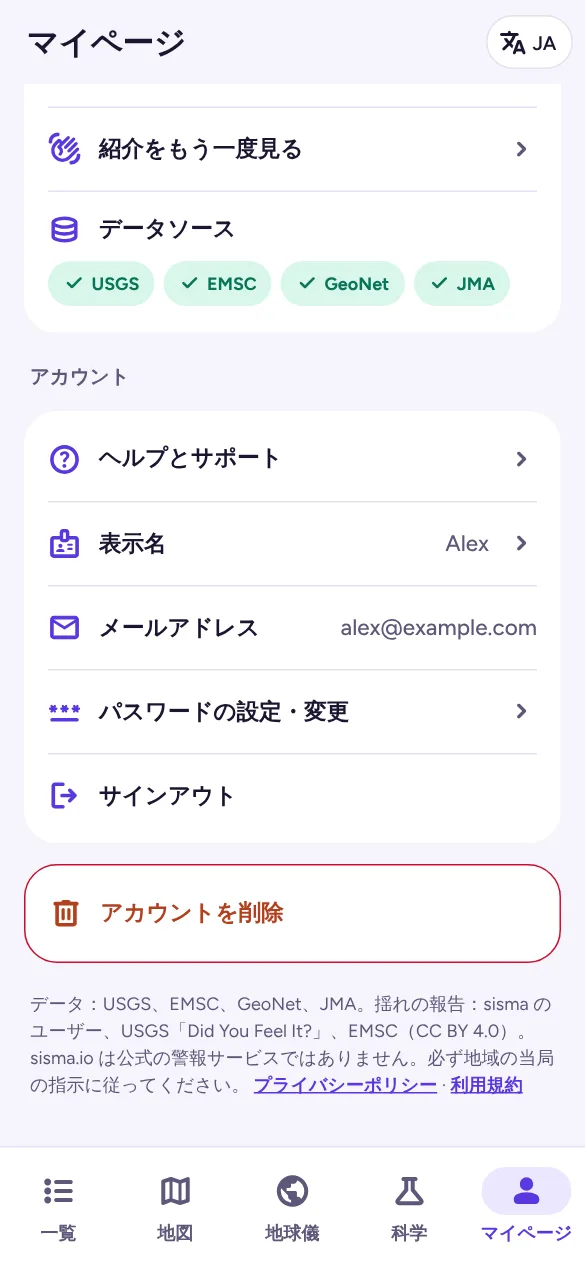 マイページ
JA
紹介をもう一度見る
データソース
USGS
EMSC
GeoNet
JMA
アカウント
ヘルプとサポート
表示名
Alex
メールアドレス
alex@example.com
パスワードの設定・変更
サインアウト
アカウントを削除
データ：USGS、EMSC、GeoNet、JMA。揺れの報告：sisma の
ユーザー、USGS「Did You Feel It?」、EMSC（CC BY 4.0）。
sisma.io は公式の警報サービスではありません。必ず地域の当局
の指示に従ってください。 プライバシーポリシー · 利用規約
一覧
地図
地球儀
科学
マイページ